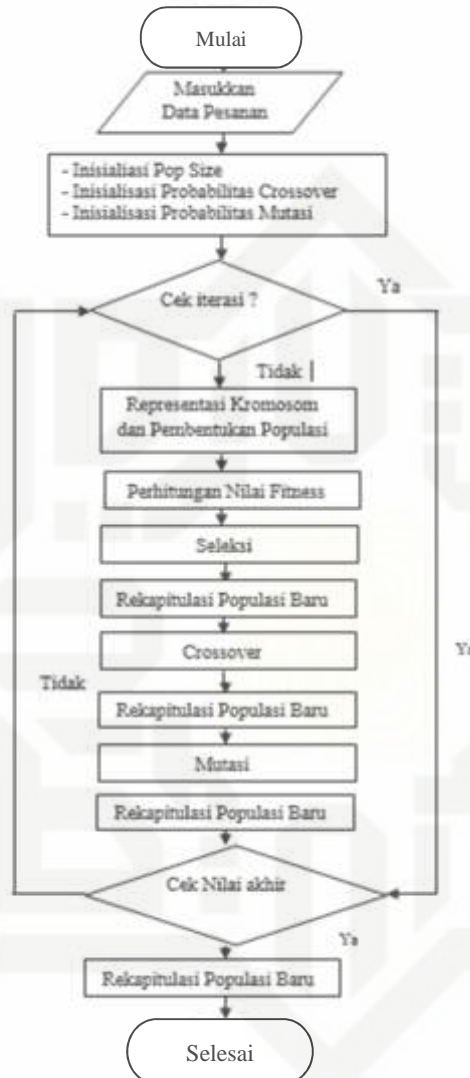 Mulai
Masukkan
Data Pesanan
- Inisialiasi Pop Size
- Inisialisasi Probabilitas Crossover
- Inisialisasi Probabilitas Mutasi
Cek iterasi ?
Ya
Tidak
Representasi Kromosom
dan Pembentukan Populasi
Perhitungan Nilai Fitness
Seleksi
Rekapitulasi Populasi Baru
Crossover
Ya
Tidak
Rekapitulasi Populasi Baru
Mutasi
Rekapitulasi Populasi Baru
Cek Nilai akhir
Ya
Rekapitulasi Populasi Baru
Selesai